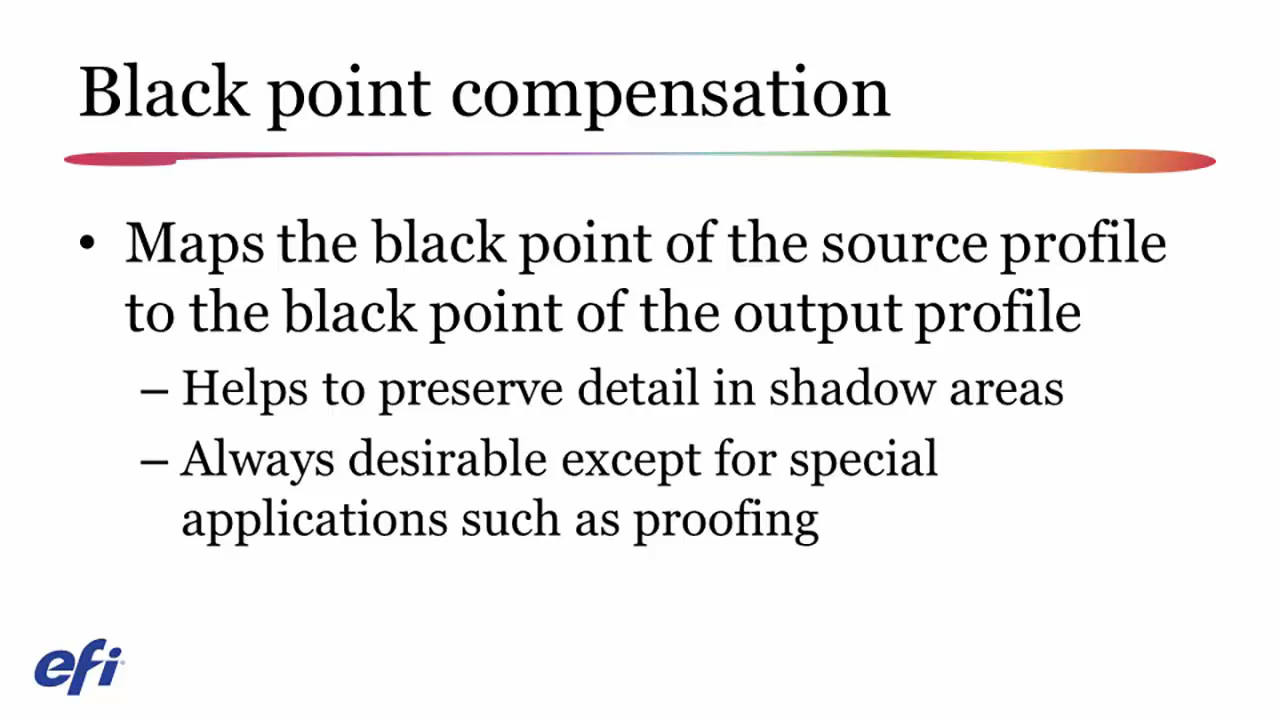 Black point compensation
• Maps the black point of the source profile
to the black point of the output profile
– Helps to preserve detail in shadow areas
– Always desirable except for special
applications such as proofing
efi